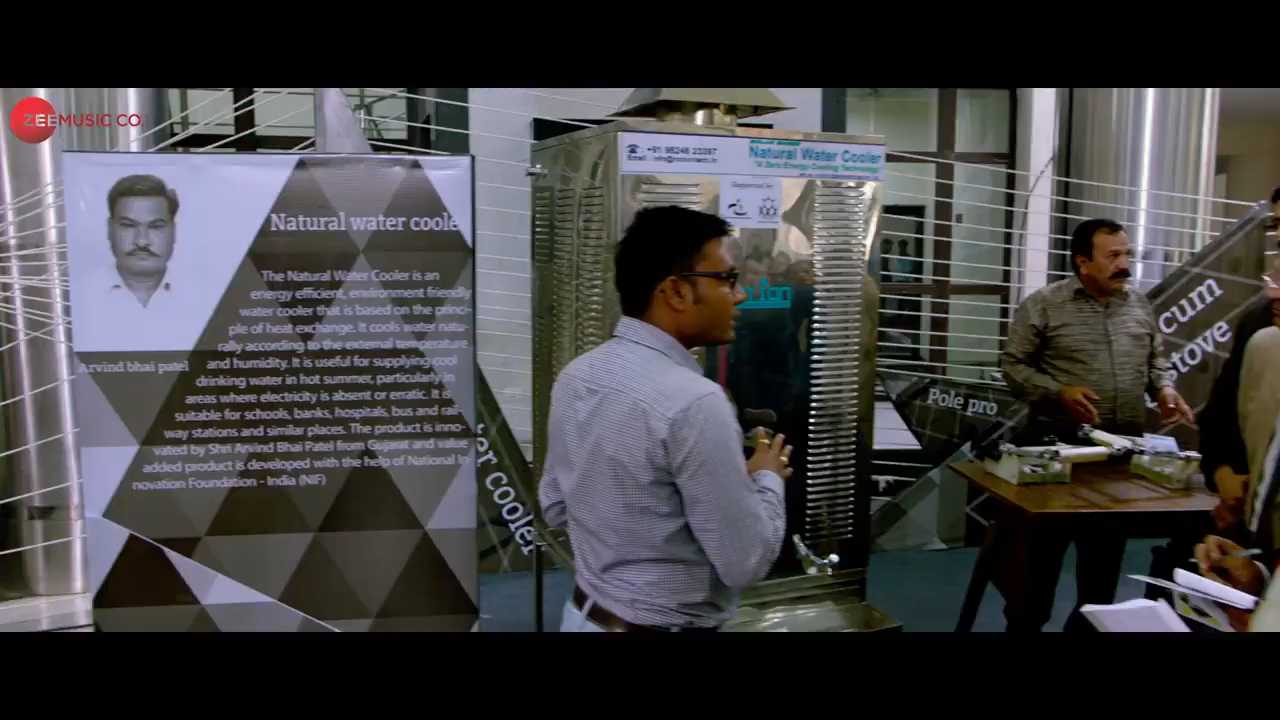 ZEE MUSIC CO.
Natural water coole
The Natural Water Cooler is an
energy efficient, environment friendly
water cooler that is based on the princi-
ple of heat exchange. It cools water natu-
rally according to the external temperature
and humidity. It is useful for supplying cool
drinking water in hot summer, particularly in
areas where electricity is absent or erratic. It is
suitable for schools, banks, hospitals, bus and rail-
way stations and similar places. The product is inno-
vated by Shri Arvind Bhai Patel from Gujarat and value
added product is developed with the help of National In-
novation Foundation - India (NIF)
Arvind bhai patel
Natural Water Cooler
"A Zero Energy Cooling Technology"
Supported by
er cooler
Pole pro
cum
stove